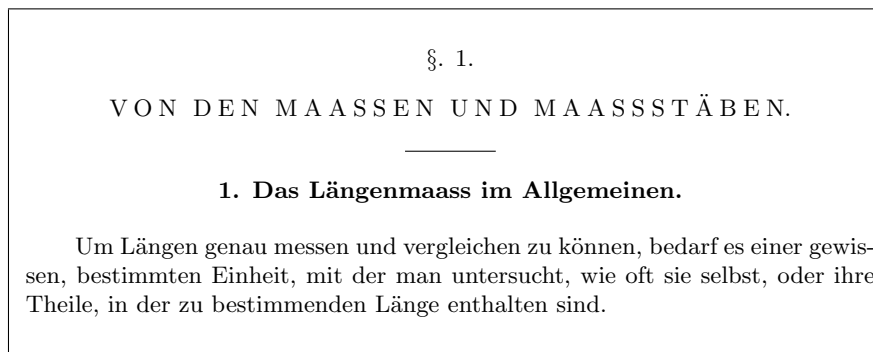 §. 1.
VON DEN MAASSEN UND MAASSSTÄBEN.
1. Das Längenmaass im Allgemeinen.
Um Längen genau messen und vergleichen zu können, bedarf es einer gewis-
sen, bestimmten Einheit, mit der man untersucht, wie oft sie selbst, oder ihre
Theile, in der zu bestimmenden Länge enthalten sind.